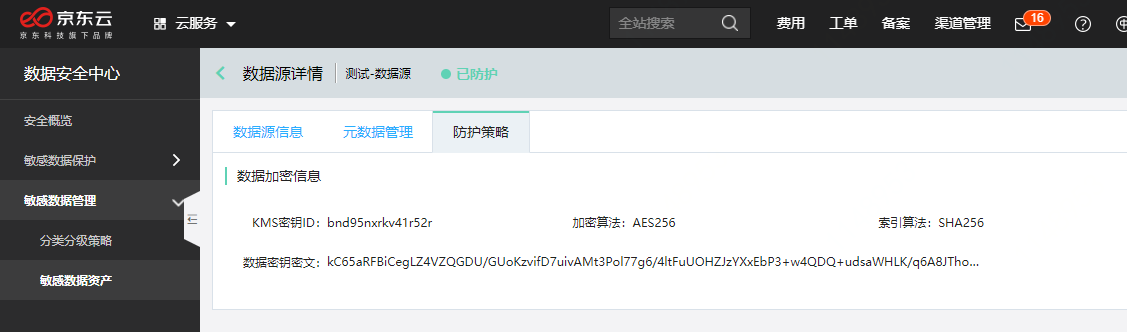 京东云
京东科技旗下品牌
云服务
全站搜索
费用
工单
备案
渠道管理
16
数据安全中心
安全概览
敏感数据保护
敏感数据管理
分类分级策略
敏感数据资产
数据源详情 测试-数据源 已防护
数据源信息 元数据管理 防护策略
数据加密信息
KMS密钥ID: bnd95nxrkv41r52r 加密算法: AES256 索引算法: SHA256
数据密钥密文: kC65aRFBiCegLZ4VZQGDU/GUoKzvifD7uivAMt3Pol77g6/4ltFuUOHZJzYXxEbP3+w4QDQ+udsaWHLK/q6A8JTho...